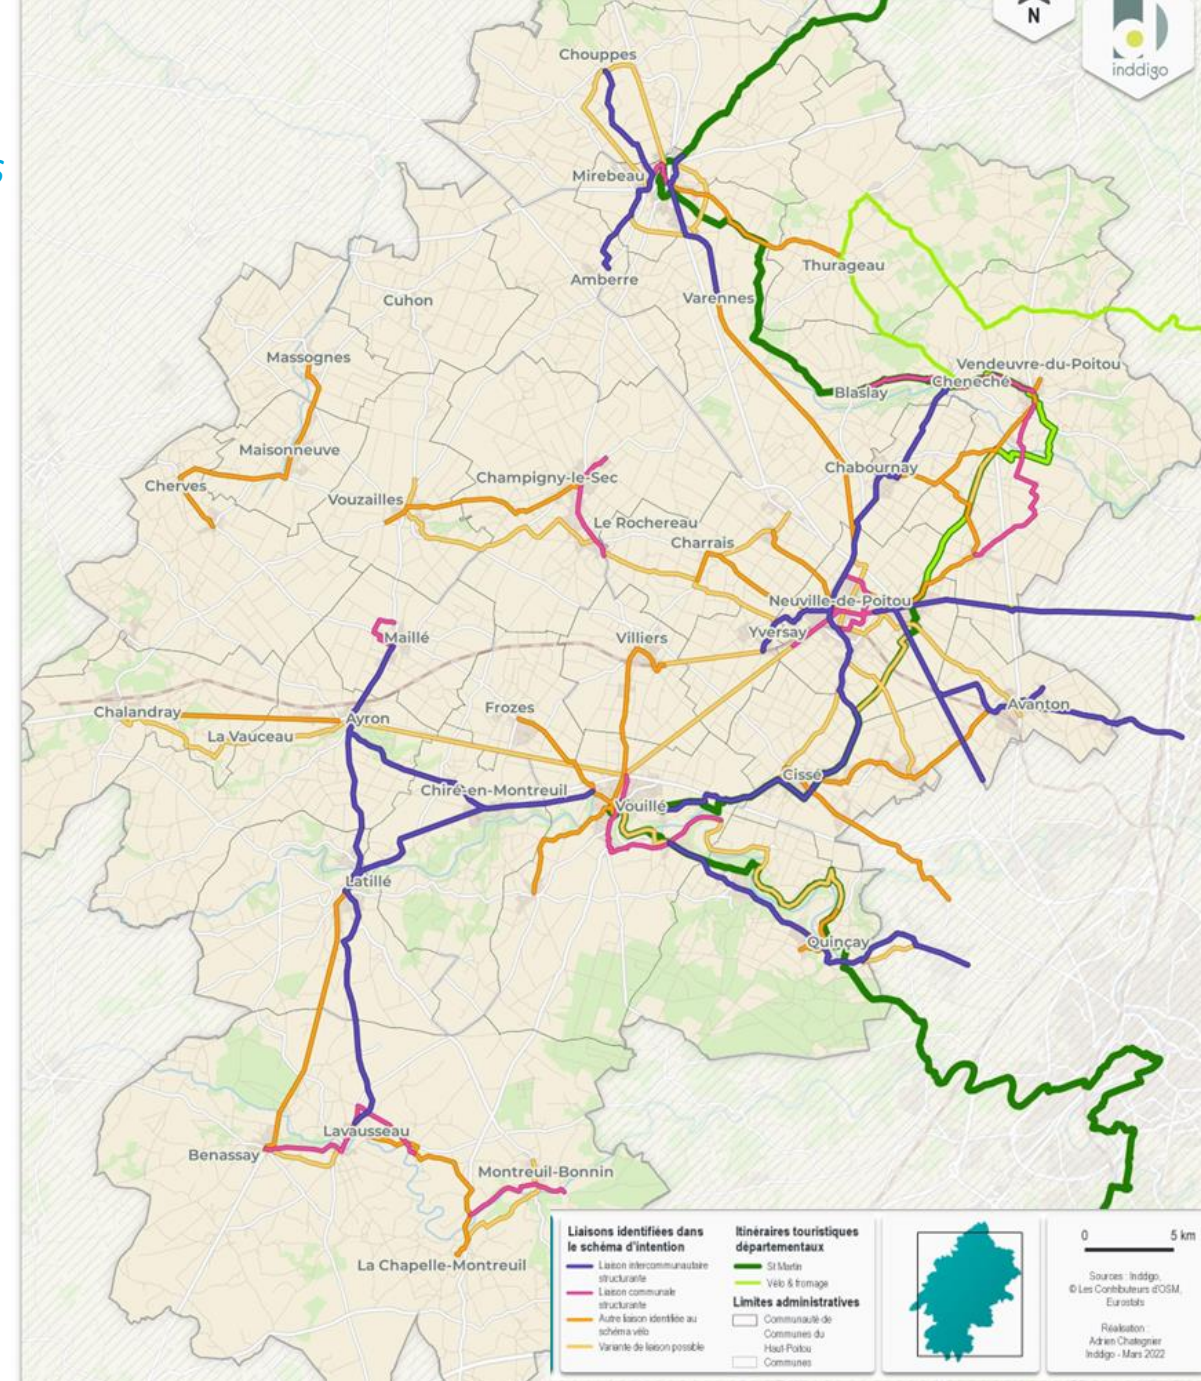 N
inddigo
s
Chouppes
Mirebeau
Amberre
Thurageau
Cuhon
Varennes
Massognes
Vendeuvre-du-Poitou
Cheneché
Blaslay
Maisonneuve
Chabournay
Cherves
Champigny-le-Sec
Vouzailles
Le Rochereau
Charrais
Neuville-de-Poitou
Yversay
Maillé
Villiers
Avanton
Chalandray
Frozes
Ayron
La Vauceau
Cissé
Chiré-en-Montreuil
Vouillé
Latillé
Quinçay
Lavausseau
Benassay
Montreuil-Bonnin
La Chapelle-Montreuil
Liaisons identifiées dans
le schéma d'intention
Liaison intercommunautaire
structurante
Liaison communale
structurante
Autre liaison identifiée au
schéma vélo
Variante de liaison possible
Itinéraires touristiques
départementaux
St Martin
Vélo & fromage
Limites administratives
Communauté de
Communes du
Haut-Poitou
Communes
0 5 km
Sources : Inddigo,
© Les Contributeurs d'OSM,
Eurostats
Réalisation :
Adrien Chategnier
Inddigo - Mars 2022